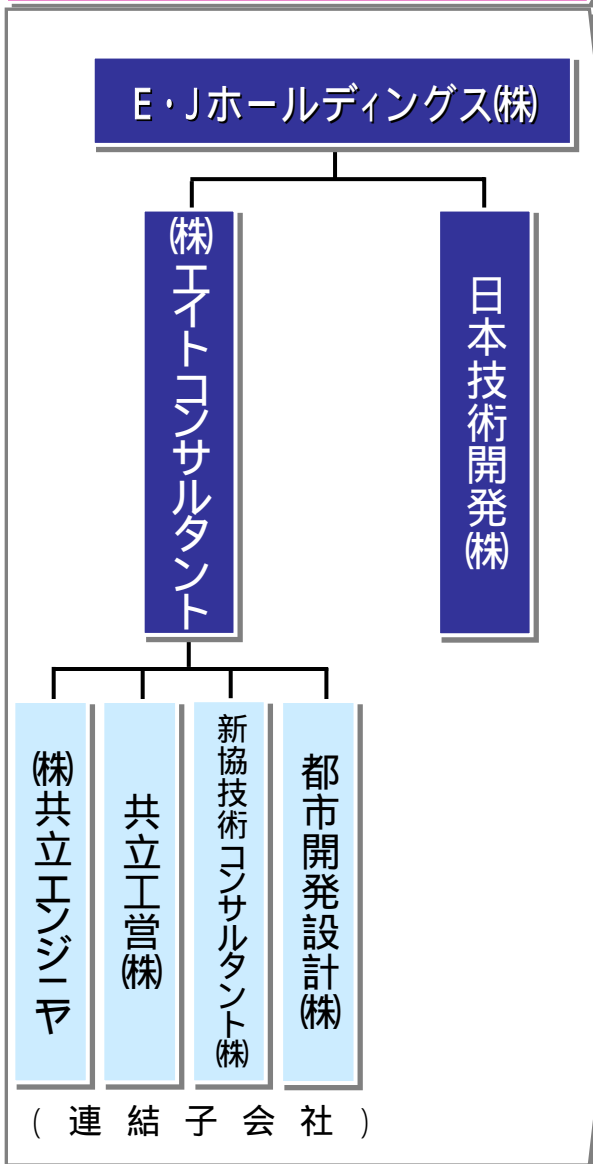 E・Jホールディングス㈱
㈱エイトコンサルタント
日本技術開発㈱
㈱共立エンジニヤ
共立工営㈱
新協技術コンサルタント㈱
都市開発設計㈱
(連結子会社)